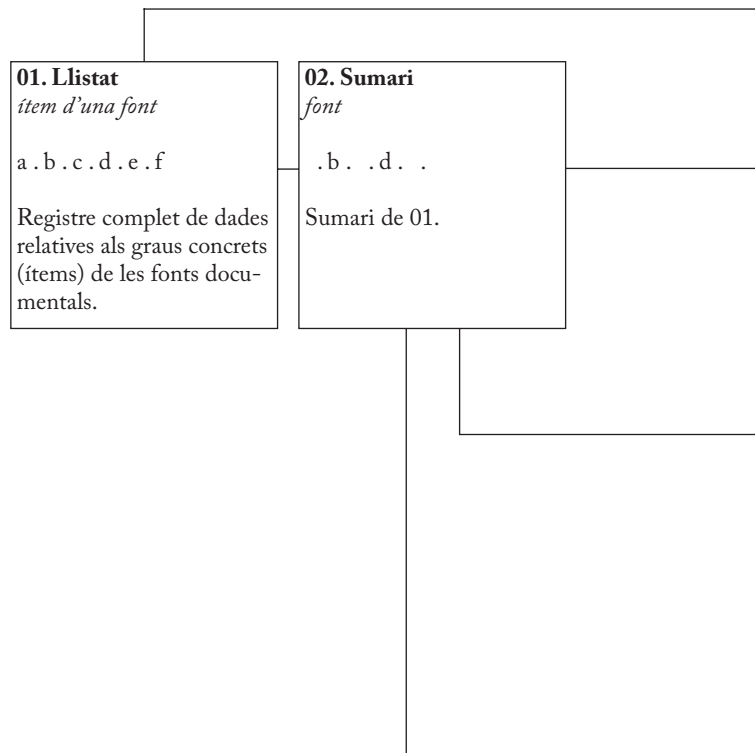 01. Llistat
ítem d’una font
a . b . c . d . e . f
Registre complet de dades
relatives als graus concrets
(ítems) de les fonts docu-
mentals.
02. Sumari
font
. b .   . d .   .
Sumari de 01.